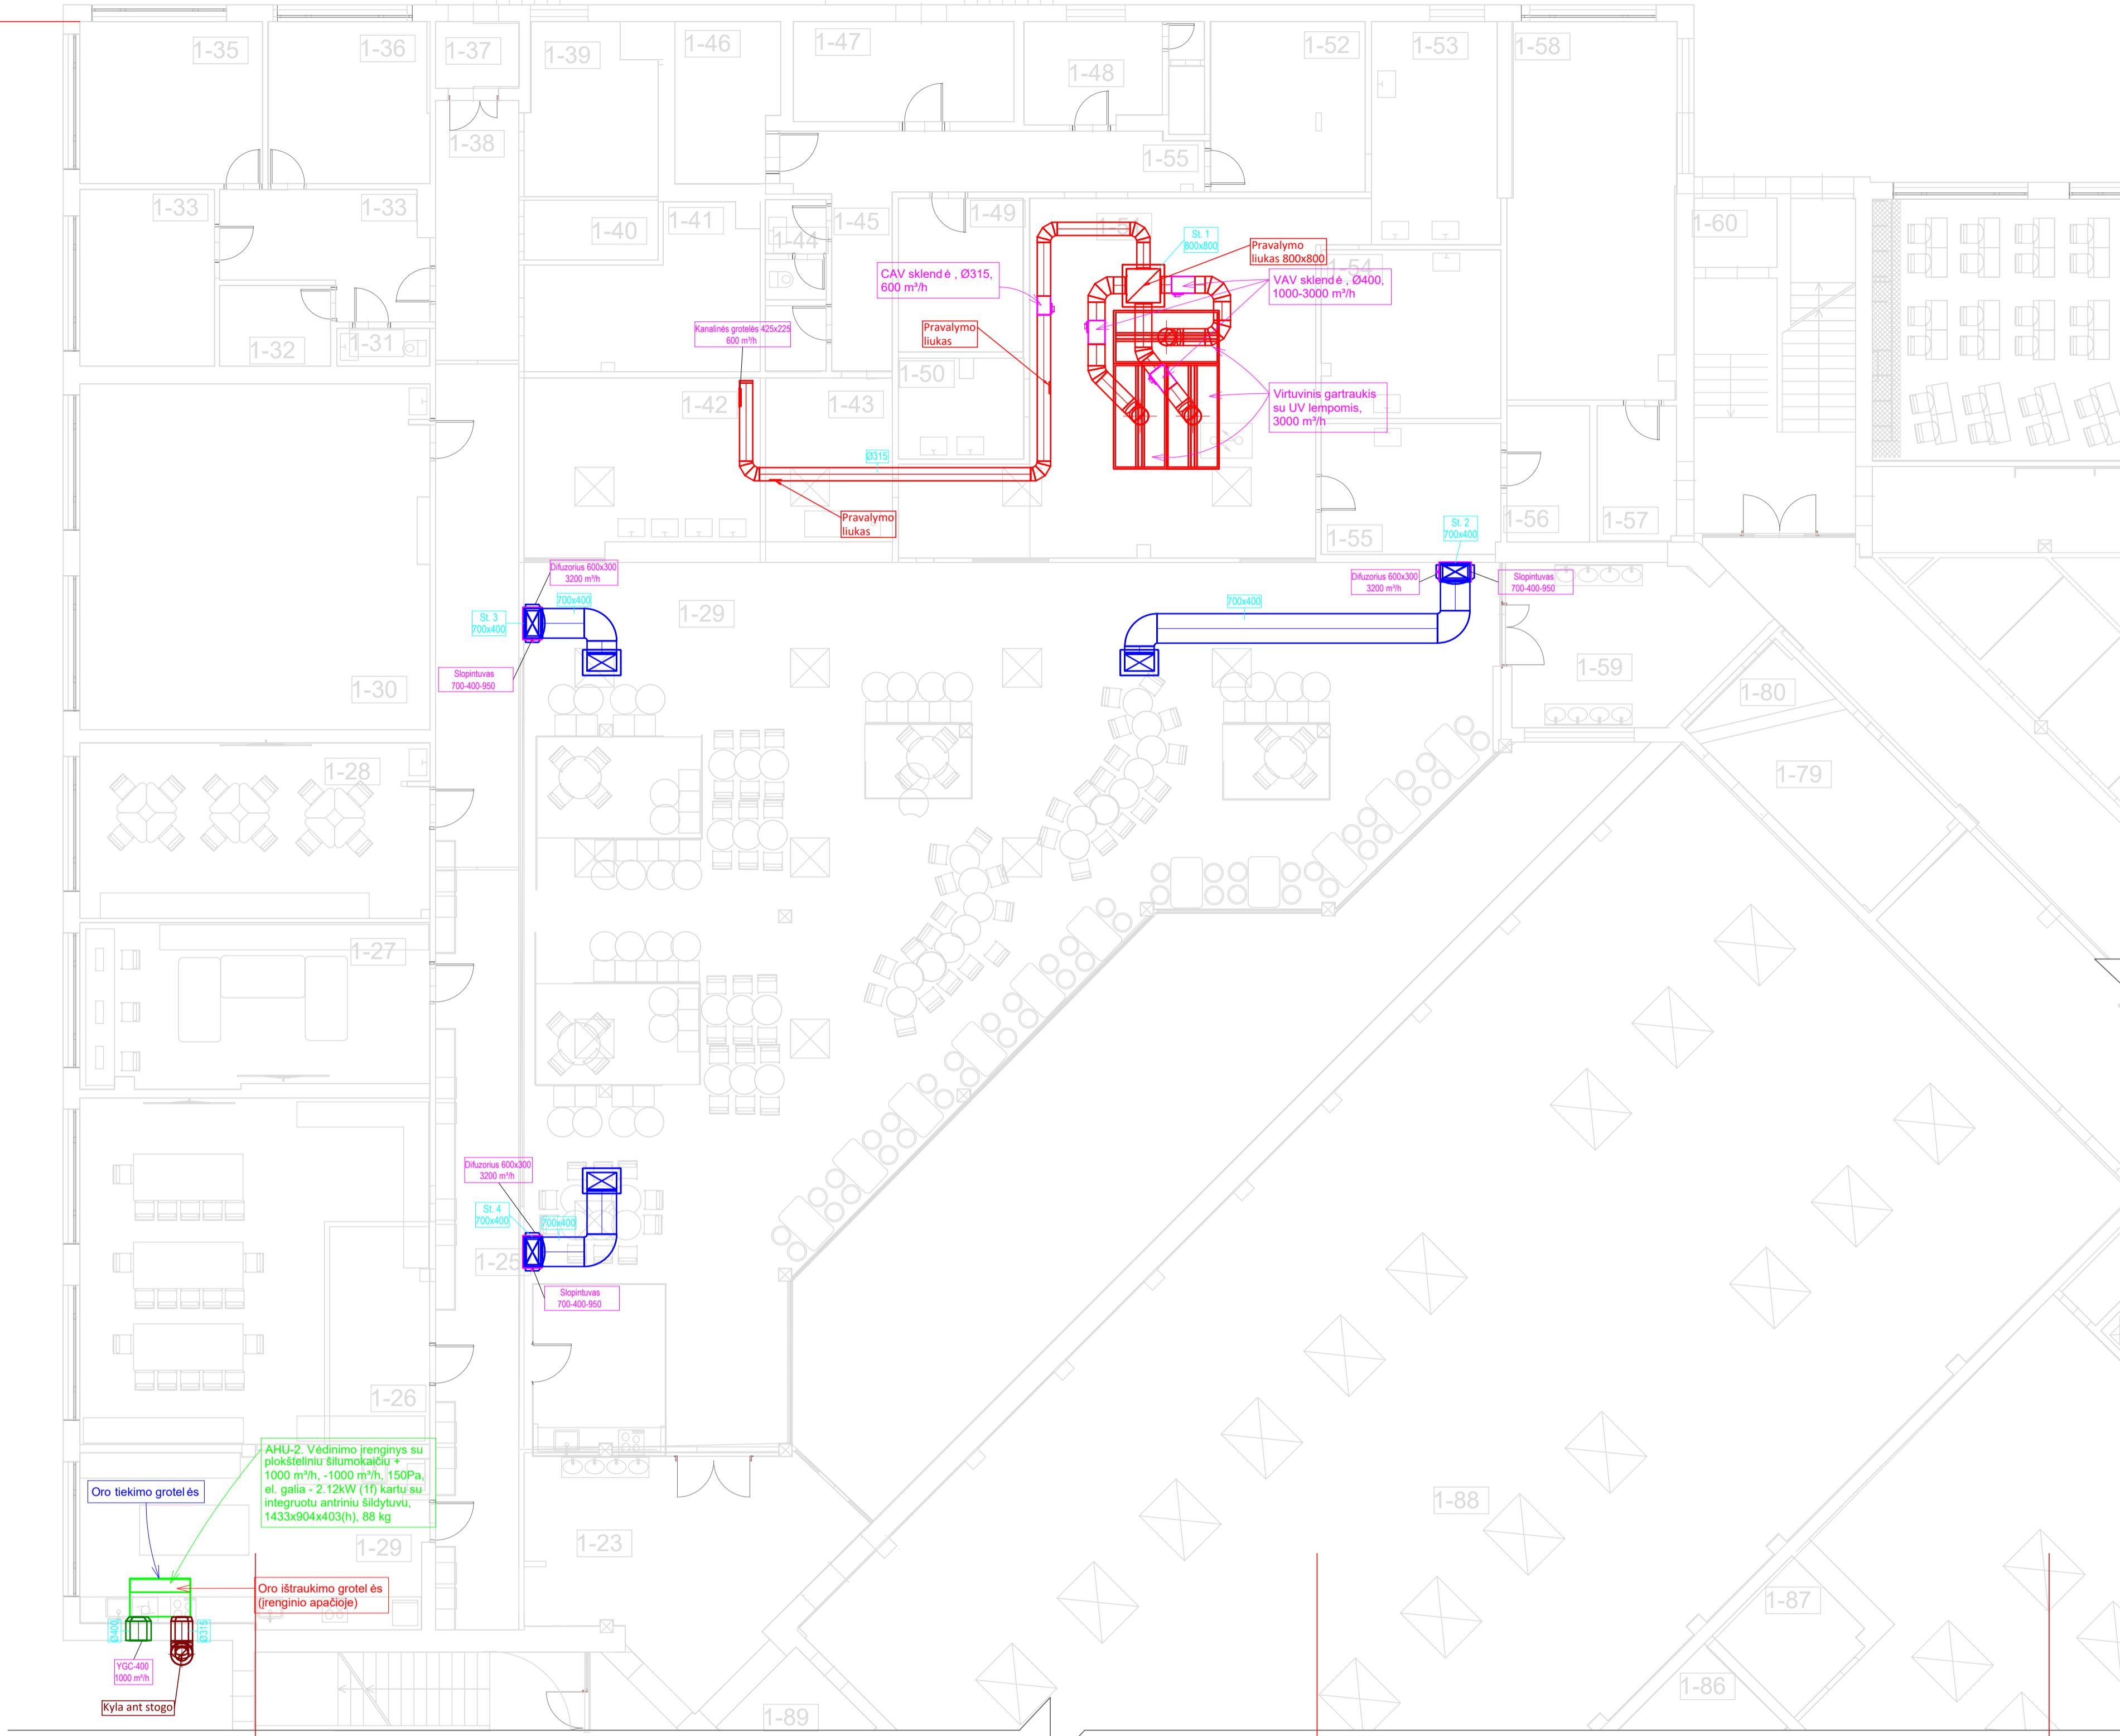 1-35
1-36
1-37
1-39
1-46
1-47
1-48
1-52
1-53
1-58
1-38
1-55
1-33
1-33
1-40
1-41
1-44
1-45
1-49
1-51
1-60
St. 1
800x800
Pravalymo
liukas 800x800
1-54
CAV sklendė , Ø315,
600 m³/h
VAV sklendė , Ø400,
1000-3000 m³/h
Kanalinės grotelės 425x225
600 m³/h
Pravalymo
liukas
1-32
1-31
1-50
1-42
1-43
Virtuvinis gartraukis
su UV lempomis,
3000 m³/h
Ø315
Pravalymo
liukas
1-55
1-56
1-57
St. 2
700x400
Difuzorius 600x300
3200 m³/h
Difuzorius 600x300
3200 m³/h
Slopintuvas
700-400-950
700x400
700x400
St. 3
700x400
1-29
Slopintuvas
700-400-950
1-30
1-59
1-80
1-28
1-79
1-27
Difuzorius 600x300
3200 m³/h
St. 4
700x400
700x400
1-25
Slopintuvas
700-400-950
1-26
AHU-2. Vėdinimo įrenginys su
plokšteliniu šilumokaičiu +
1000 m³/h, -1000 m³/h, 150Pa,
el. galia - 2.12kW (1f) kartu su
integruotu antriniu šildytuvu,
1433x904x403(h), 88 kg
Oro tiekimo grotelės
1-88
1-23
1-29
Oro ištraukimo grotelės
(įrenginio apačioje)
1-87
Ø400
Ø315
YGC-400
1000 m³/h
Kyla ant stogo
1-86
1-89